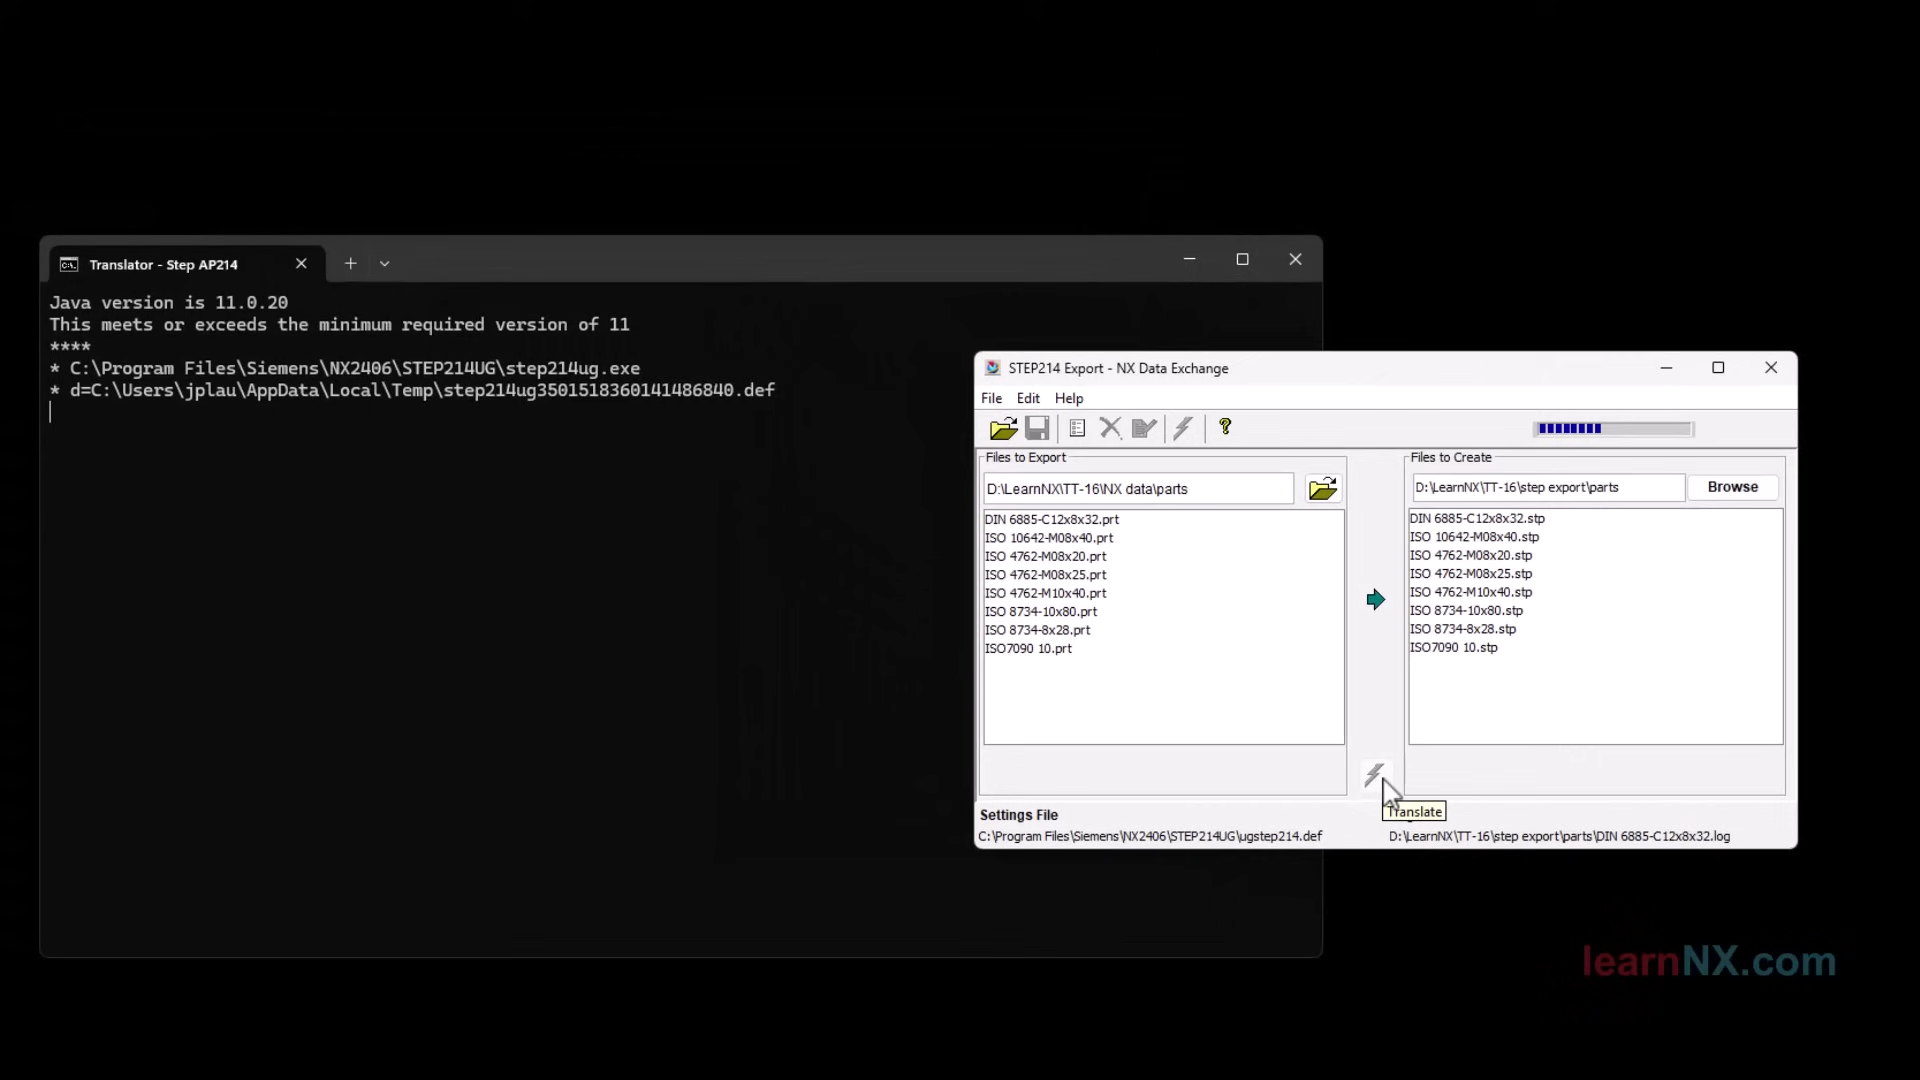 Translator - Step AP214
Java version is 11.0.20
This meets or exceeds the minimum required version of 11
****
* C:\Program Files\Siemens\NX2406\STEP214UG\step214ug.exe
* d=C:\Users\jplau\AppData\Local\Temp\step214ug3501518360141486840.def
STEP214 Export - NX Data Exchange
File Edit Help
Files to Export
D:\LearnNX\TT-16\NX data\parts
DIN 6885-C12x8x32.prt
ISO 10642-M08x40.prt
ISO 4762-M08x20.prt
ISO 4762-M08x25.prt
ISO 4762-M10x40.prt
ISO 8734-10x80.prt
ISO 8734-8x28.prt
ISO7090 10.prt
Files to Create
D:\LearnNX\TT-16\step export\parts
Browse
DIN 6885-C12x8x32.stp
ISO 10642-M08x40.stp
ISO 4762-M08x20.stp
ISO 4762-M08x25.stp
ISO 4762-M10x40.stp
ISO 8734-10x80.stp
ISO 8734-8x28.stp
ISO7090 10.stp
Translate
Settings File
C:\Program Files\Siemens\NX2406\STEP214UG\ugstep214.def
D:\LearnNX\TT-16\step export\parts\DIN 6885-C12x8x32.log
learnNX.com